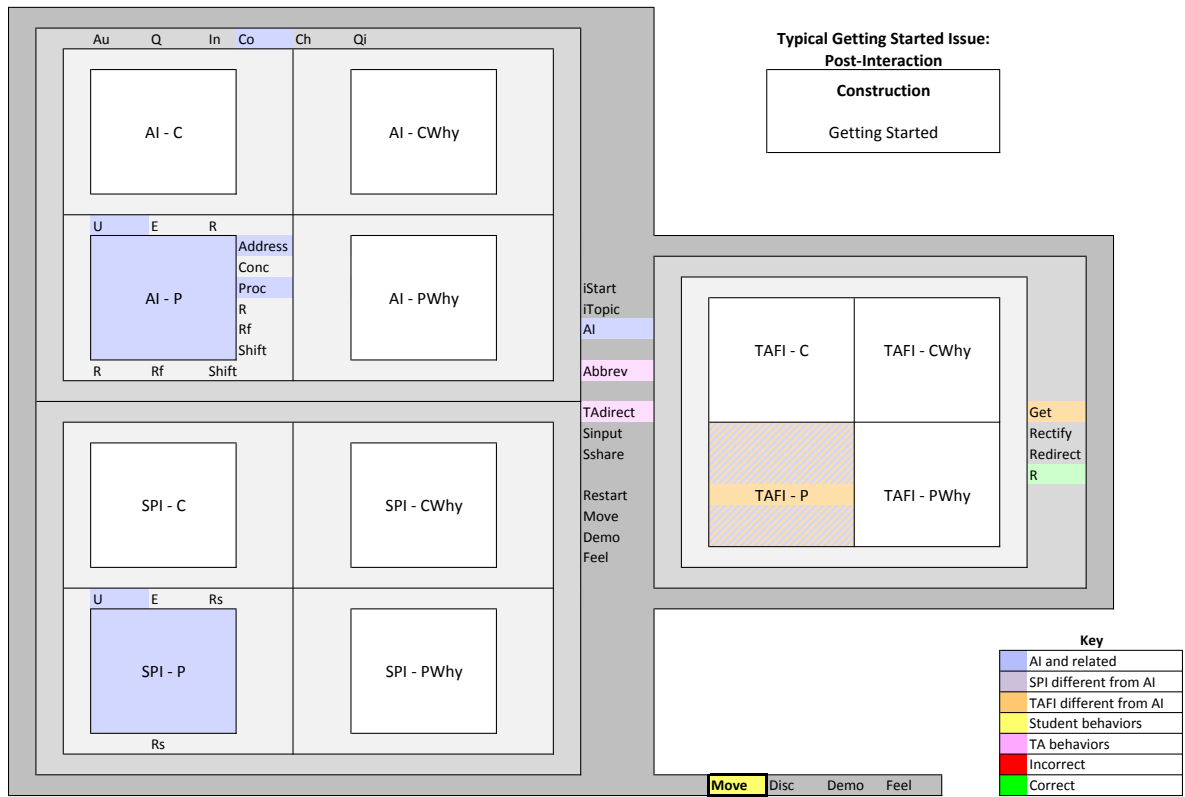 Typical Getting Started Issue:
Post-Interaction
Construction
Getting Started
Au Q In Co Ch Qi
AI - C AI - CWhy
U E R
Address
Conc
AI - P Proc AI - PWhy
R
Rf
Shift
R Rf Shift
SPI - C SPI - CWhy
U E Rs
SPI - P SPI - PWhy
Rs
iStart
iTopic
AI
Abbrev
TAdirect
Sinput
Sshare
Restart
Move
Demo
Feel
TAFI - C TAFI - CWhy
TAFI - P TAFI - PWhy
Get
Rectify
Redirect
R
Move Disc Demo Feel
Key
AI and related
SPI different from AI
TAFI different from AI
Student behaviors
TA behaviors
Incorrect
Correct